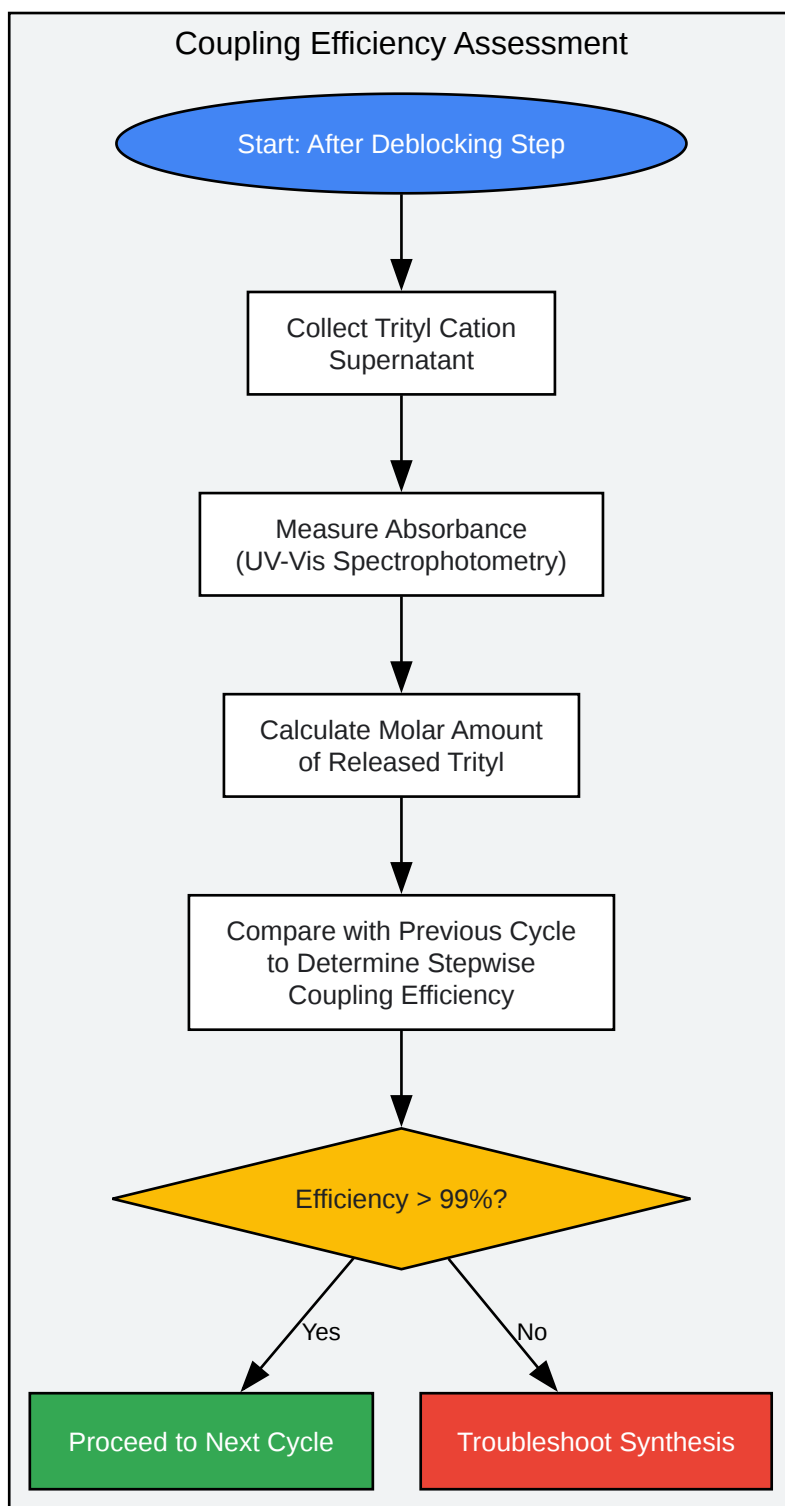 Coupling Efficiency Assessment
Start: After Deblocking Step
Collect Trityl Cation
Supernatant
Measure Absorbance
(UV-Vis Spectrophotometry)
Calculate Molar Amount
of Released Trityl
Compare with Previous Cycle
to Determine Stepwise
Coupling Efficiency
Efficiency > 99%?
Yes
No
Proceed to Next Cycle
Troubleshoot Synthesis